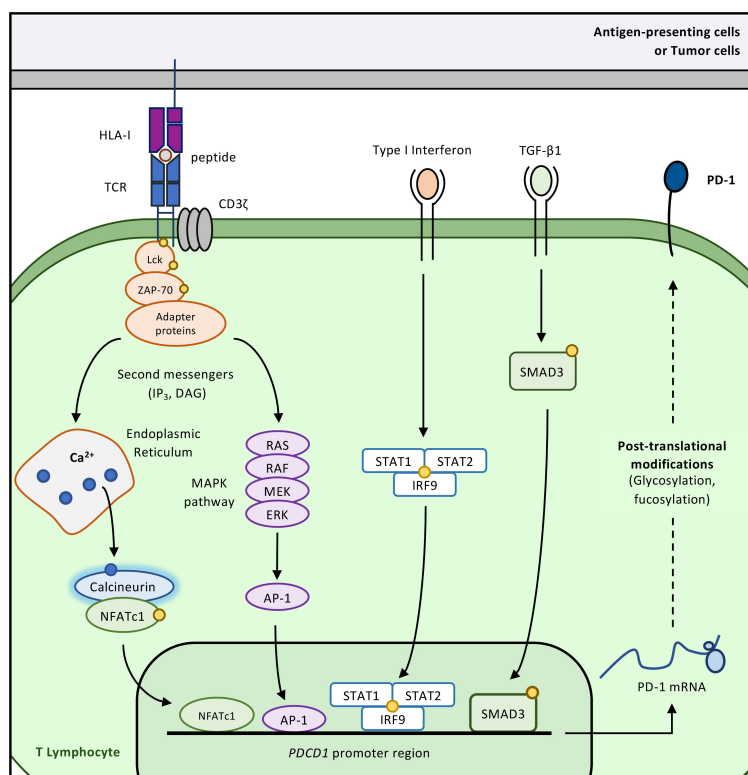 Antigen-presenting cells
or Tumor cells
HLA-I
peptide
TCR
CD3ζ
Type I Interferon
TGF-β1
PD-1
Lck
ZAP-70
Adapter
proteins
Second messengers
(IP₃, DAG)
SMAD3
Endoplasmic
Reticulum
Ca²⁺
MAPK
pathway
RAS
RAF
MEK
ERK
STAT1 STAT2
IRF9
Post-translational
modifications
(Glycosylation,
fucosylation)
Calcineurin
NFATc1
AP-1
PD-1 mRNA
NFATc1
AP-1
STAT1 STAT2
IRF9
SMAD3
PDCD1 promoter region
T Lymphocyte